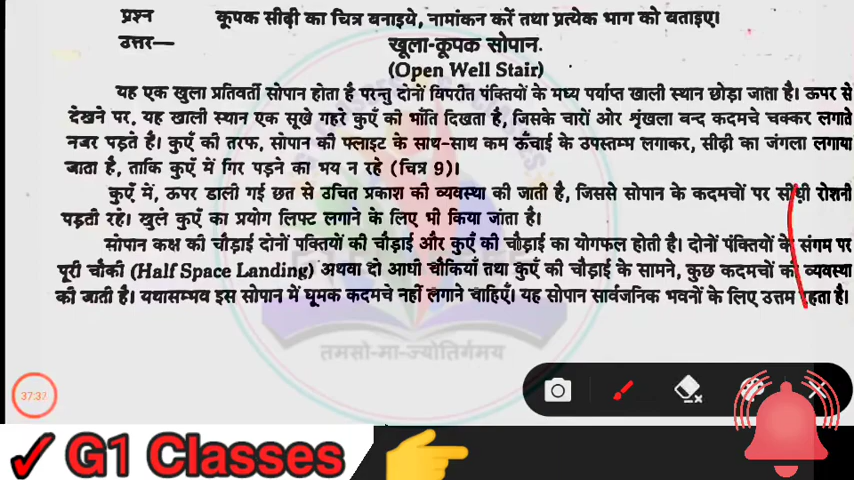 प्रश्न कूपक सीढ़ी का चित्र बनाइये, नामांकन करें तथा प्रत्येक भाग को बताइए।
उत्तर— खूला-कूपक सोपान.
(Open Well Stair)
यह एक खुला प्रतिवर्ती सोपान होता है परन्तु दोनों विपरीत पंक्तियों के मध्य पर्याप्त खाली स्थान छोड़ा जाता है। ऊपर से
देखने पर, यह खाली स्थान एक सूखे गहरे कुएँ की भाँति दिखता है, जिसके चारों ओर शृंखला बन्द कदमचे चक्कर लगाते
नजर पड़ते हैं। कुएँ की तरफ, सोपान की फ्लाइट के साथ-साथ कम ऊँचाई के उपस्तम्भ लगाकर, सीढ़ी का जंगला लगाया
जाता है, ताकि कुएँ में गिर पड़ने का भय न रहे (चित्र 9)।
कुएँ में, ऊपर डाली गई छत से उचित प्रकाश की व्यवस्था की जाती है, जिससे सोपान के कदमचों पर सीधी रोशनी
पड़ती रहे। खुले कुएँ का प्रयोग लिफ्ट लगाने के लिए भी किया जाता है।
सोपान कक्ष की चौड़ाई दोनों पक्तियों की चौड़ाई और कुएँ की चौड़ाई का योगफल होती है। दोनों पंक्तियों के संगम पर
पूरी चौकी (Half Space Landing) अथवा दो आधी चौकियाँ तथा कुएँ की चौड़ाई के सामने, कुछ कदमचों की व्यवस्था
की जाती है। यथासम्भव इस सोपान में घूमक कदमचे नहीं लगाने चाहिएँ। यह सोपान सार्वजनिक भवनों के लिए उत्तम रहता है।
तमसो-मा-ज्योतिर्गमय
37:37
G1 Classes